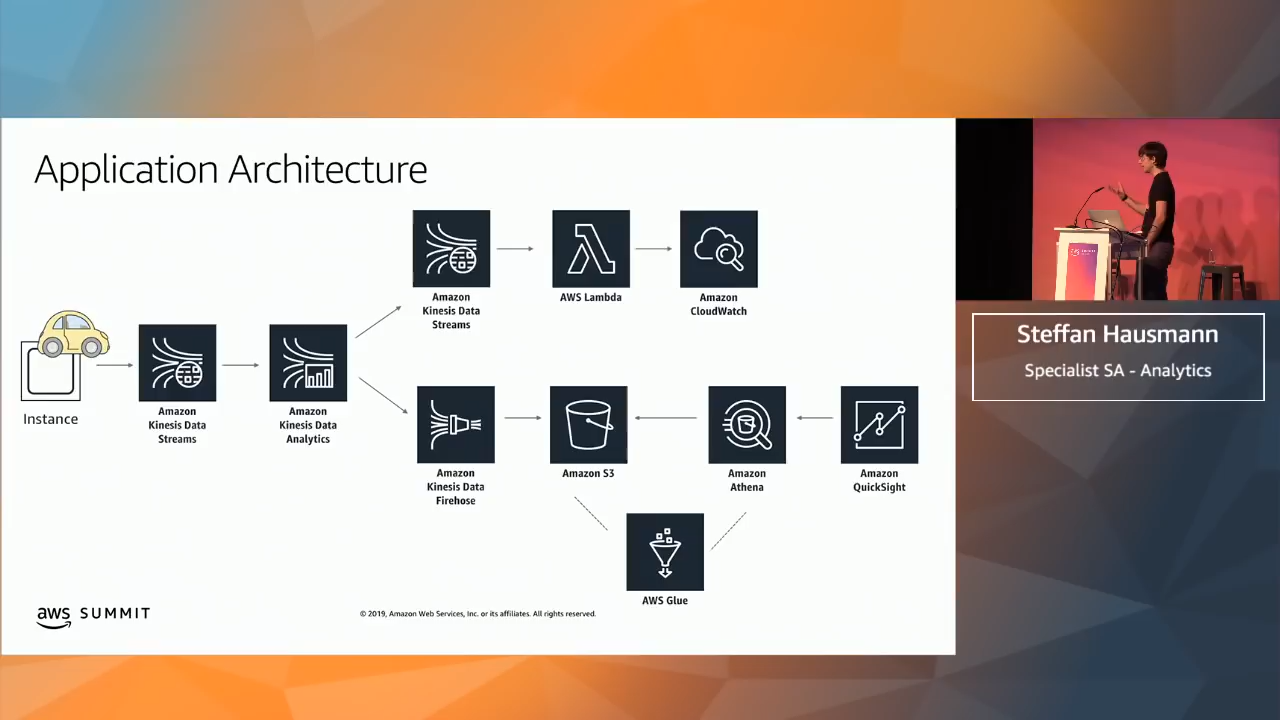 Application Architecture
Instance
Amazon
Kinesis Data
Streams
Amazon
Kinesis Data
Analytics
Amazon
Kinesis Data
Streams
AWS Lambda
Amazon
CloudWatch
Amazon
Kinesis Data
Firehose
Amazon S3
Amazon
Athena
Amazon
QuickSight
AWS Glue
aws SUMMIT
© 2019, Amazon Web Services, Inc. or its affiliates. All rights reserved.
Steffan Hausmann
Specialist SA - Analytics